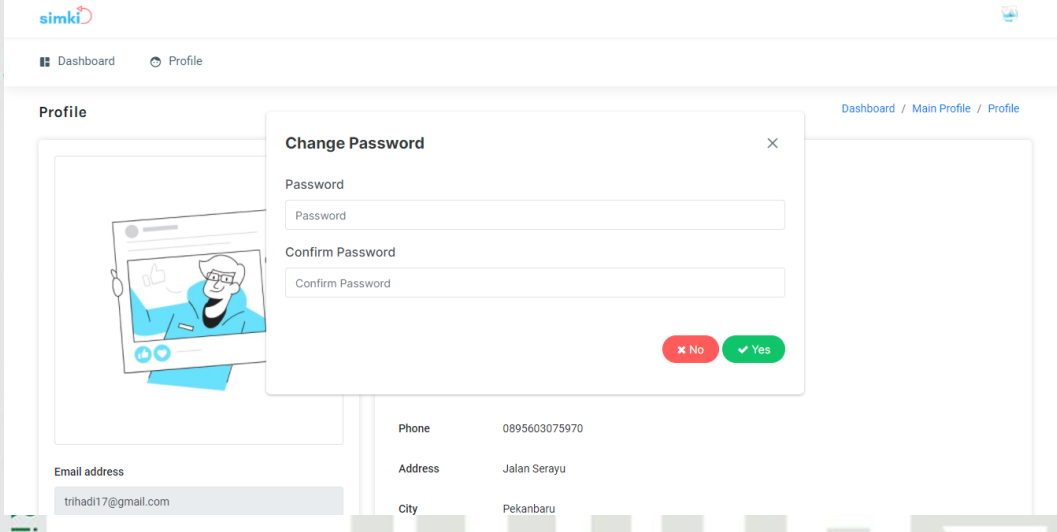 simki
Dashboard Profile
Profile
Dashboard / Main Profile / Profile
Change Password
Password
Password
Confirm Password
Confirm Password
No Yes
Phone 0895603075970
Email address
Address Jalan Serayu
trihadi17@gmail.com
City Pekanbaru